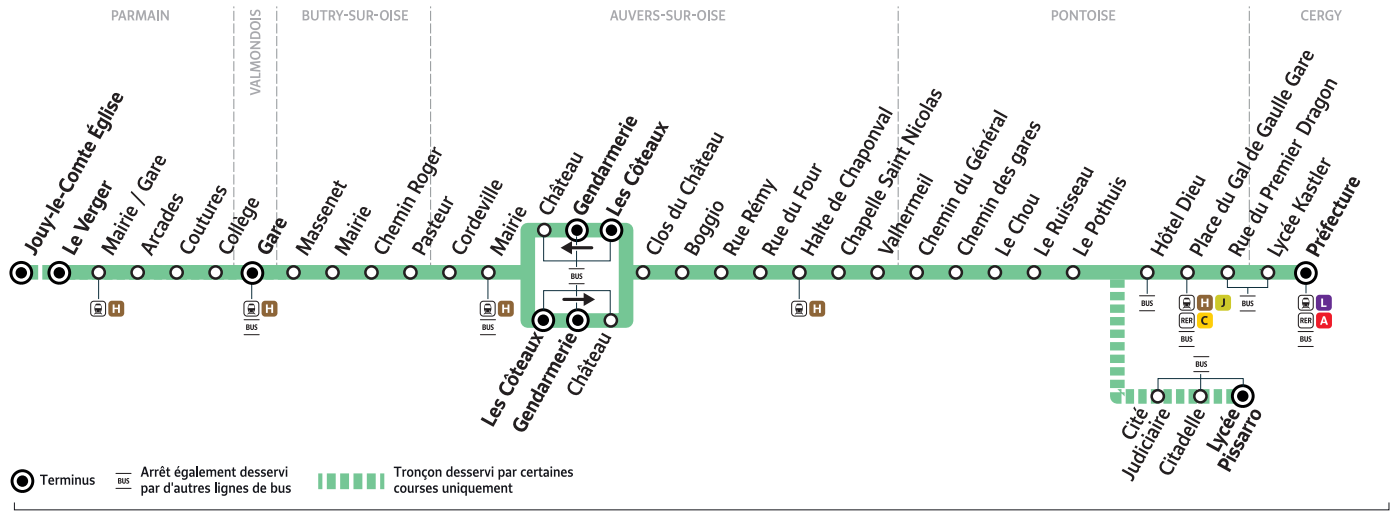 PARMAIN
VALMONDOIS
BUTRY-SUR-OISE
AUVERS-SUR-OISE
PONTOISE
CERGY
Jouy-le-Comte Église
Le Verger
Mairie / Gare
Arcades
Coutures
Collège
Gare
Massenet
Mairie
Chemin Roger
Pasteur
Cordeville
Mairie
Château
Gendarmerie
Les Côteaux
Clos du Château
Boggio
Rue Rémy
Rue du Four
Halte de Chaponval
Chapelle Saint Nicolas
Valhermeil
Chemin du Général
Chemin des gares
Le Chou
Le Ruisseau
Le Pothuis
Hôtel Dieu
Place du Gal de Gaulle Gare
Rue du Premier Dragon
Lycée Kastler
Préfecture
BUS
H
H
BUS
H
BUS
H
BUS
H J
RER C
BUS
BUS
L
RER A
BUS
Les Côteaux
Gendarmerie
Château
BUS
Cité
Judiciaire
Citadelle
Lycée
Pissarro
Terminus
BUS
Arrêt également desservi
par d'autres lignes de bus
Tronçon desservi par certaines
courses uniquement